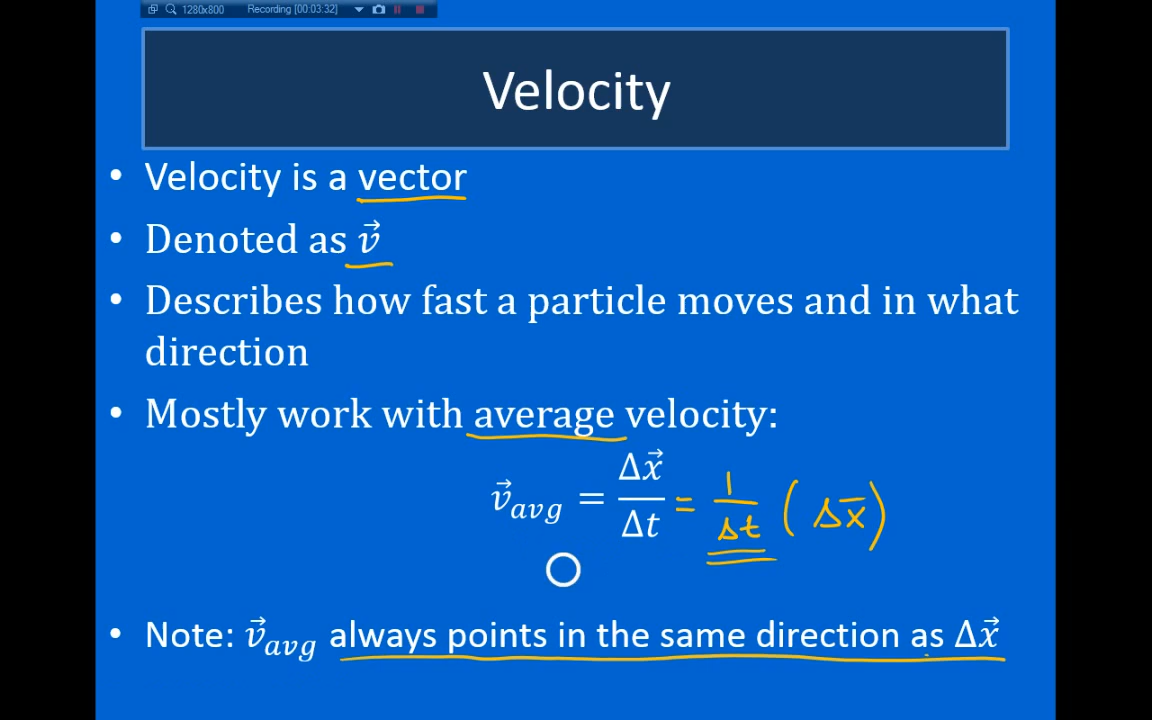 1280x800 Recording [00:03:32]
Velocity
• Velocity is a vector
• Denoted as v⃗
• Describes how fast a particle moves and in what
direction
• Mostly work with average velocity:
v⃗avg = Δx⃗/Δt = 1/Δt (Δx̅)
• Note: v⃗avg always points in the same direction as Δx⃗